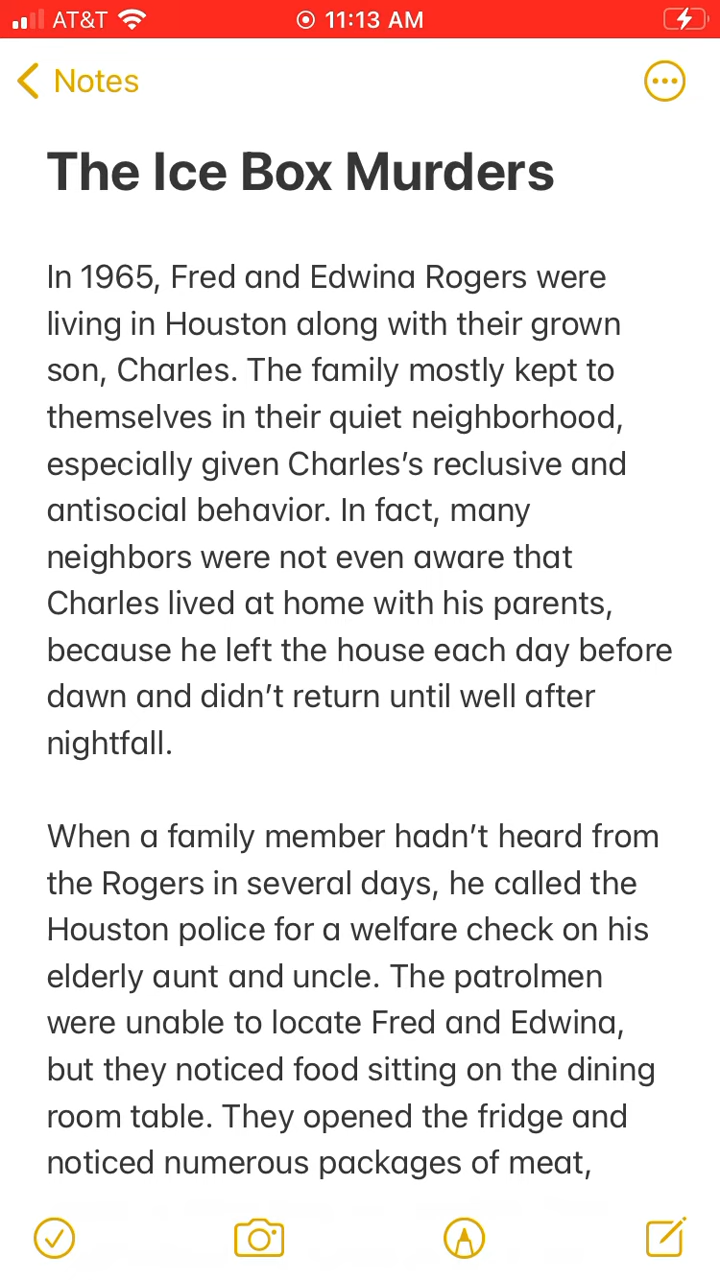 AT&T 11:13 AM
Notes
The Ice Box Murders
In 1965, Fred and Edwina Rogers were
living in Houston along with their grown
son, Charles. The family mostly kept to
themselves in their quiet neighborhood,
especially given Charles’s reclusive and
antisocial behavior. In fact, many
neighbors were not even aware that
Charles lived at home with his parents,
because he left the house each day before
dawn and didn’t return until well after
nightfall.
When a family member hadn’t heard from
the Rogers in several days, he called the
Houston police for a welfare check on his
elderly aunt and uncle. The patrolmen
were unable to locate Fred and Edwina,
but they noticed food sitting on the dining
room table. They opened the fridge and
noticed numerous packages of meat,